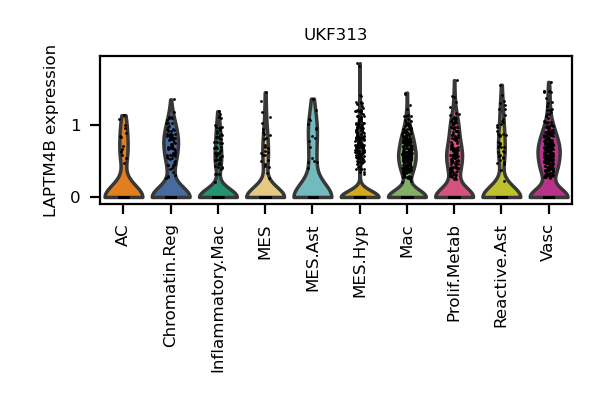 UKF313
LAPTM4B expression
1
0
AC
Chromatin.Reg
Inflammatory.Mac
MES
MES.Ast
MES.Hyp
Mac
Prolif.Metab
Reactive.Ast
Vasc